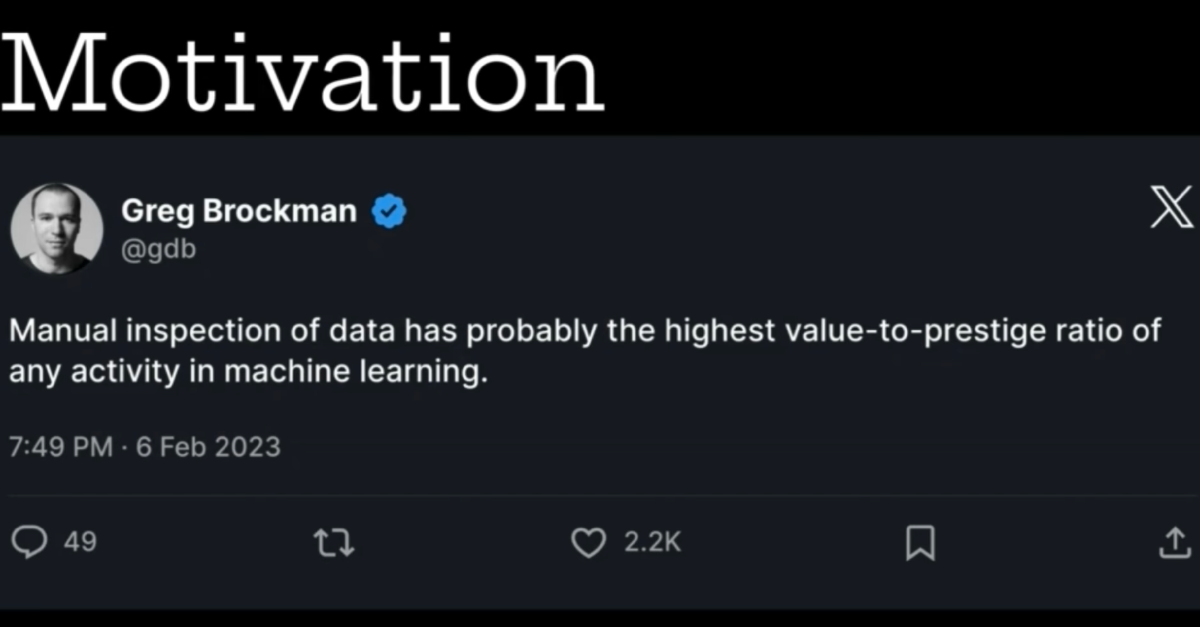 Motivation
Greg Brockman
@gdb
Manual inspection of data has probably the highest value-to-prestige ratio of
any activity in machine learning.
7:49 PM · 6 Feb 2023
49 2.2K